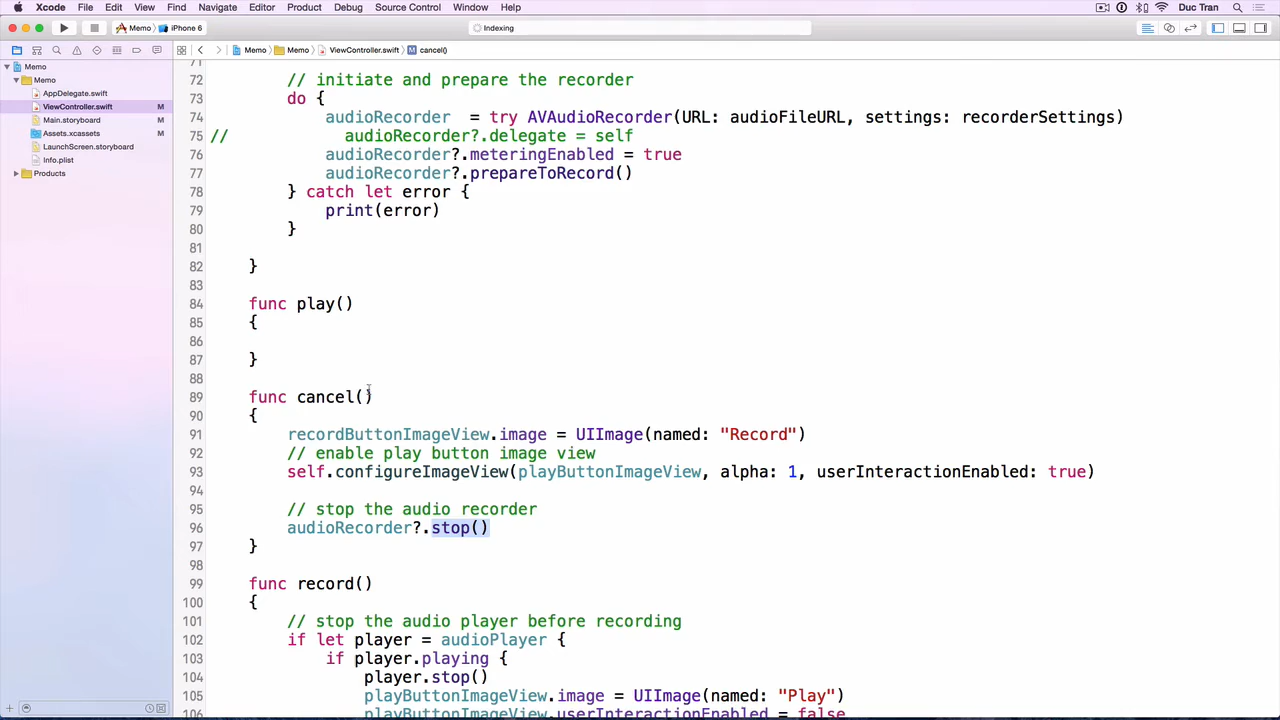 Xcode File Edit View Find Navigate Editor Product Debug Source Control Window Help Duc Tran
Memo iPhone 6 Indexing
Memo Memo ViewController.swift M cancel()
Memo
Memo
AppDelegate.swift
ViewController.swift M
Main.storyboard
Assets.xcassets M
LaunchScreen.storyboard
Info.plist
Products
71
72 // initiate and prepare the recorder
73 do {
74 audioRecorder = try AVAudioRecorder(URL: audioFileURL, settings: recorderSettings)
75 // audioRecorder?.delegate = self
76 audioRecorder?.meteringEnabled = true
77 audioRecorder?.prepareToRecord()
78 } catch let error {
79 print(error)
80 }
81
82 }
83
84 func play()
85 {
86
87 }
88
89 func cancel()
90 {
91 recordButtonImageView.image = UIImage(named: "Record")
92 // enable play button image view
93 self.configureImageView(playButtonImageView, alpha: 1, userInteractionEnabled: true)
94
95 // stop the audio recorder
96 audioRecorder?.stop()
97 }
98
99 func record()
100 {
101 // stop the audio player before recording
102 if let player = audioPlayer {
103 if player.playing {
104 player.stop()
105 playButtonImageView.image = UIImage(named: "Play")
106 playButtonImageView.userInteractionEnabled = false